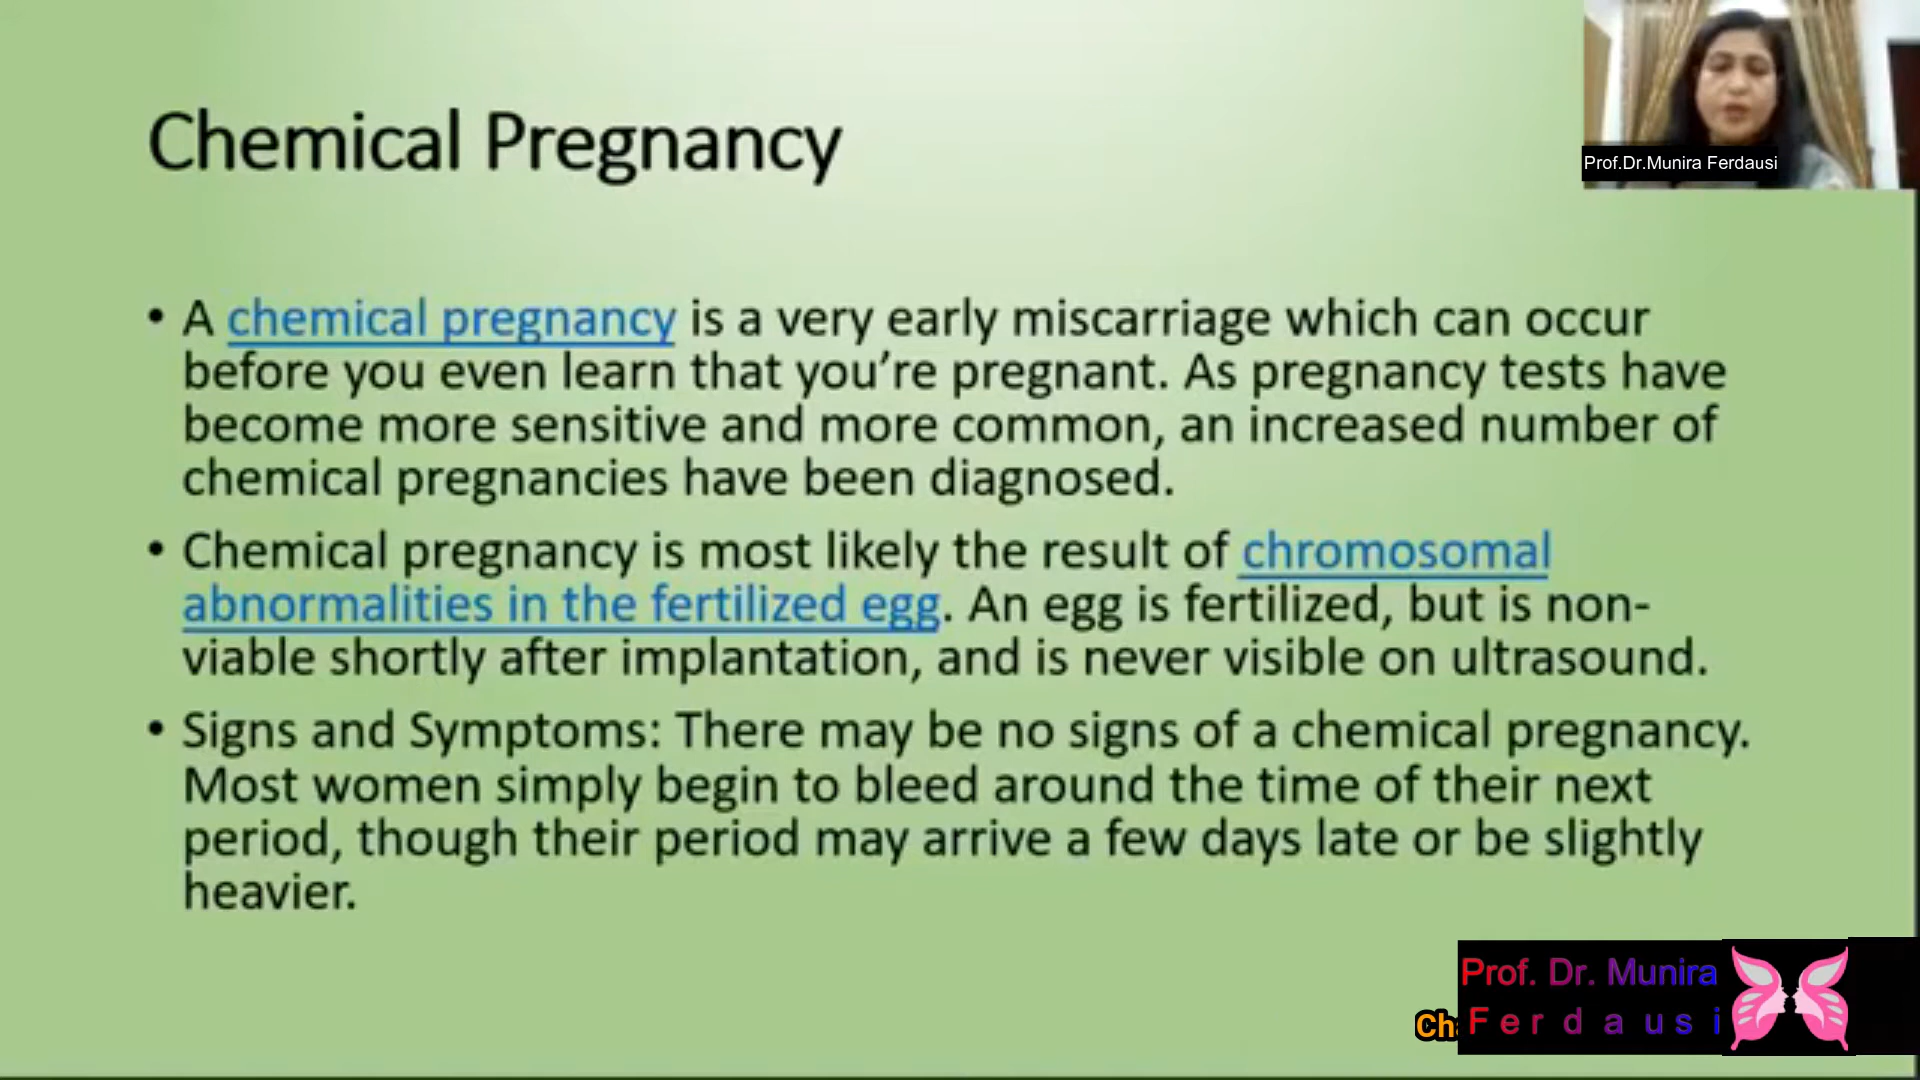 Chemical Pregnancy
Prof.Dr.Munira Ferdausi
• A chemical pregnancy is a very early miscarriage which can occur
before you even learn that you’re pregnant. As pregnancy tests have
become more sensitive and more common, an increased number of
chemical pregnancies have been diagnosed.
• Chemical pregnancy is most likely the result of chromosomal
abnormalities in the fertilized egg. An egg is fertilized, but is non-
viable shortly after implantation, and is never visible on ultrasound.
• Signs and Symptoms: There may be no signs of a chemical pregnancy.
Most women simply begin to bleed around the time of their next
period, though their period may arrive a few days late or be slightly
heavier.
Prof. Dr. Munira
Ferdausi